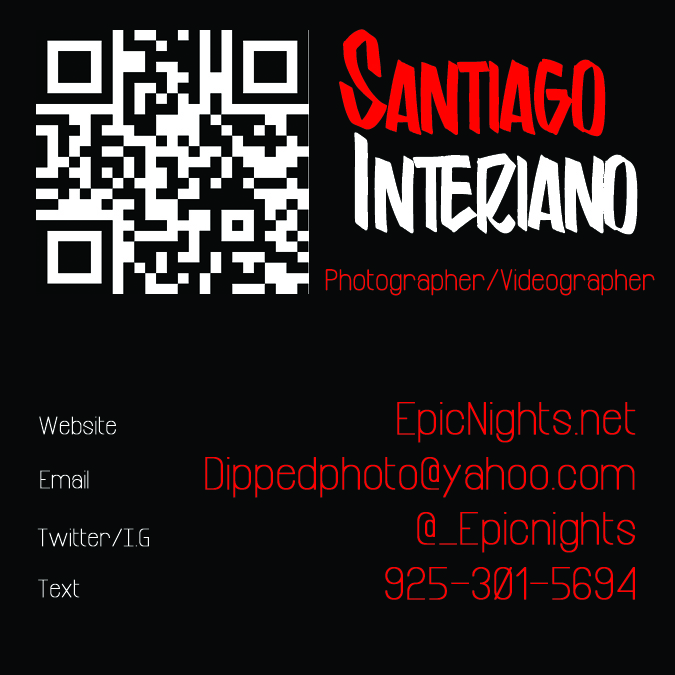 Santiago
Interiano
Photographer/Videographer
Website EpicNights.net
Email Dippedphoto@yahoo.com
Twitter/I.G @_Epicnights
Text 925-301-5694